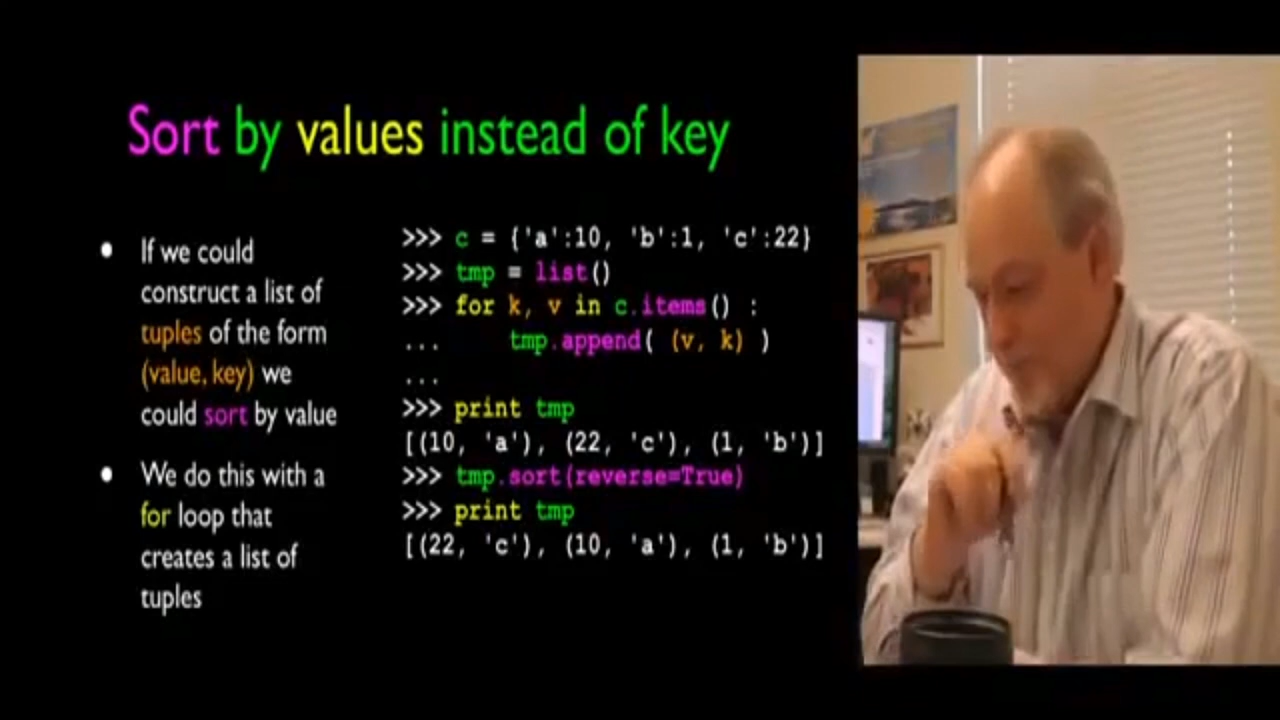 Sort by values instead of key
• If we could
construct a list of
tuples of the form
(value, key) we
could sort by value
• We do this with a
for loop that
creates a list of
tuples
>>> c = {'a':10, 'b':1, 'c':22}
>>> tmp = list()
>>> for k, v in c.items() :
...     tmp.append( (v, k) )
...
>>> print tmp
[(10, 'a'), (22, 'c'), (1, 'b')]
>>> tmp.sort(reverse=True)
>>> print tmp
[(22, 'c'), (10, 'a'), (1, 'b')]